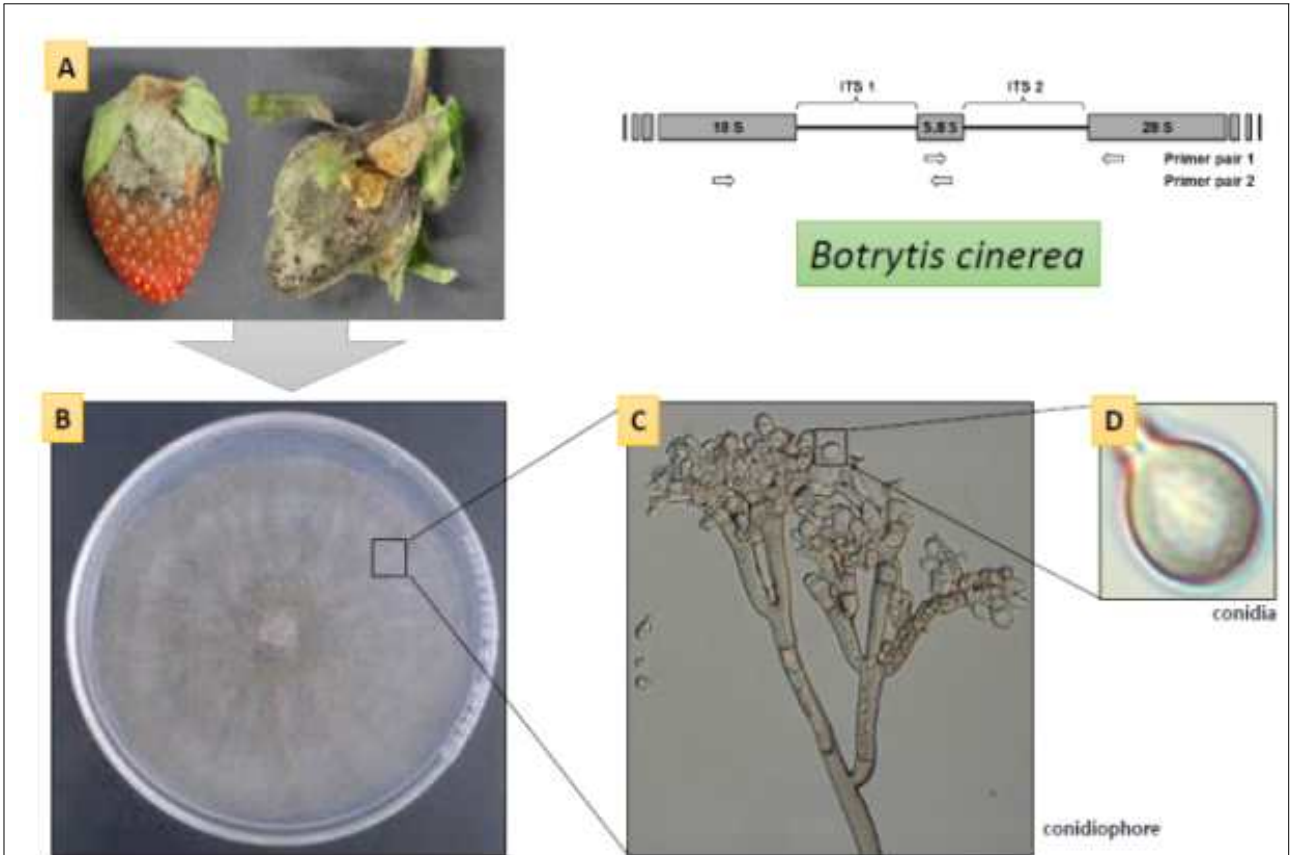 A
ITS 1
ITS 2
18 S
5.8 S
28 S
Primer pair 1
Primer pair 2
Botrytis cinerea
B
C
D
conidia
conidiophore